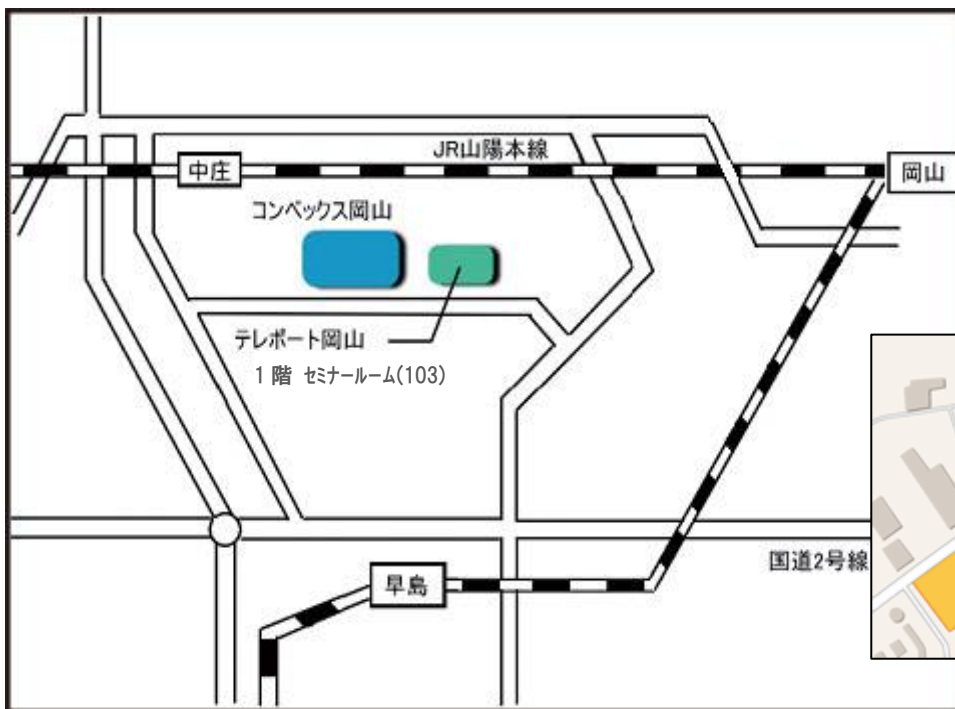 JR山陽本線
中庄
岡山
コンベックス岡山
テレポート岡山
1階 セミナールーム(103)
国道2号線
早島